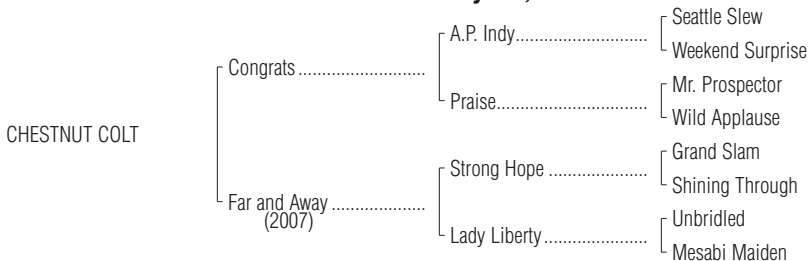 Seattle Slew
A.P. Indy
Weekend Surprise
Congrats
Mr. Prospector
Praise
Wild Applause
CHESTNUT COLT
Grand Slam
Strong Hope
Shining Through
Far and Away
(2007)
Unbridled
Lady Liberty
Mesabi Maiden